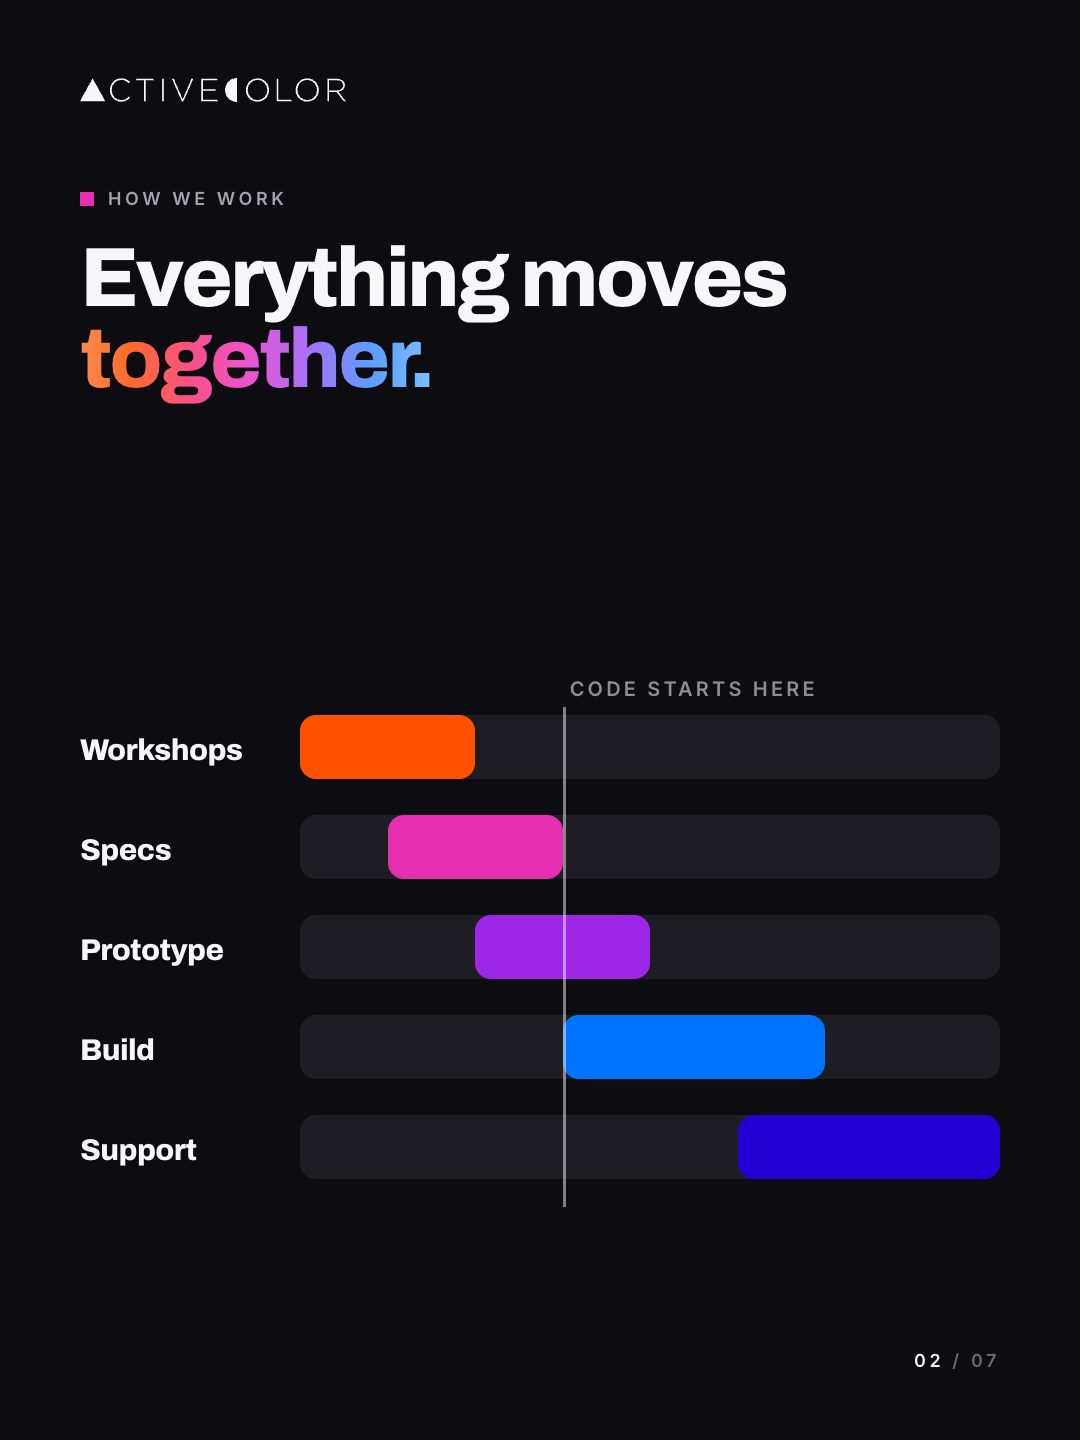 ACTIVECOLOR
HOW WE WORK
Everything moves
together.
CODE STARTS HERE
Workshops
Specs
Prototype
Build
Support
02 / 07